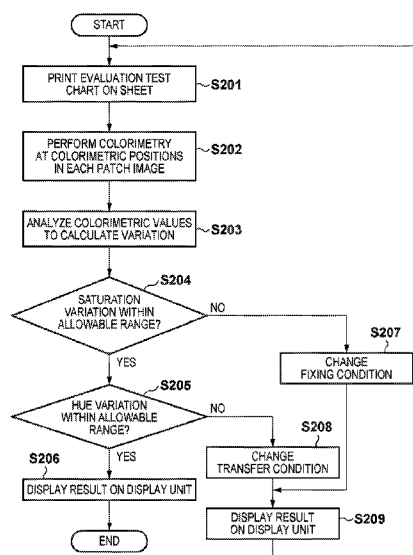 START
PRINT EVALUATION TEST
CHART ON SHEET
S201
PERFORM COLORIMETRY
AT COLORIMETRIC POSITIONS
IN EACH PATCH IMAGE
S202
ANALYZE COLORIMETRIC VALUES
TO CALCULATE VARIATION
S203
S204
SATURATION
VARIATION WITHIN
ALLOWABLE RANGE?
NO
YES
S207
CHANGE
FIXING CONDITION
S205
HUE VARIATION
WITHIN ALLOWABLE
RANGE?
NO
YES
S208
CHANGE
TRANSFER CONDITION
S206
DISPLAY RESULT ON DISPLAY UNIT
S209
DISPLAY RESULT
ON DISPLAY UNIT
END